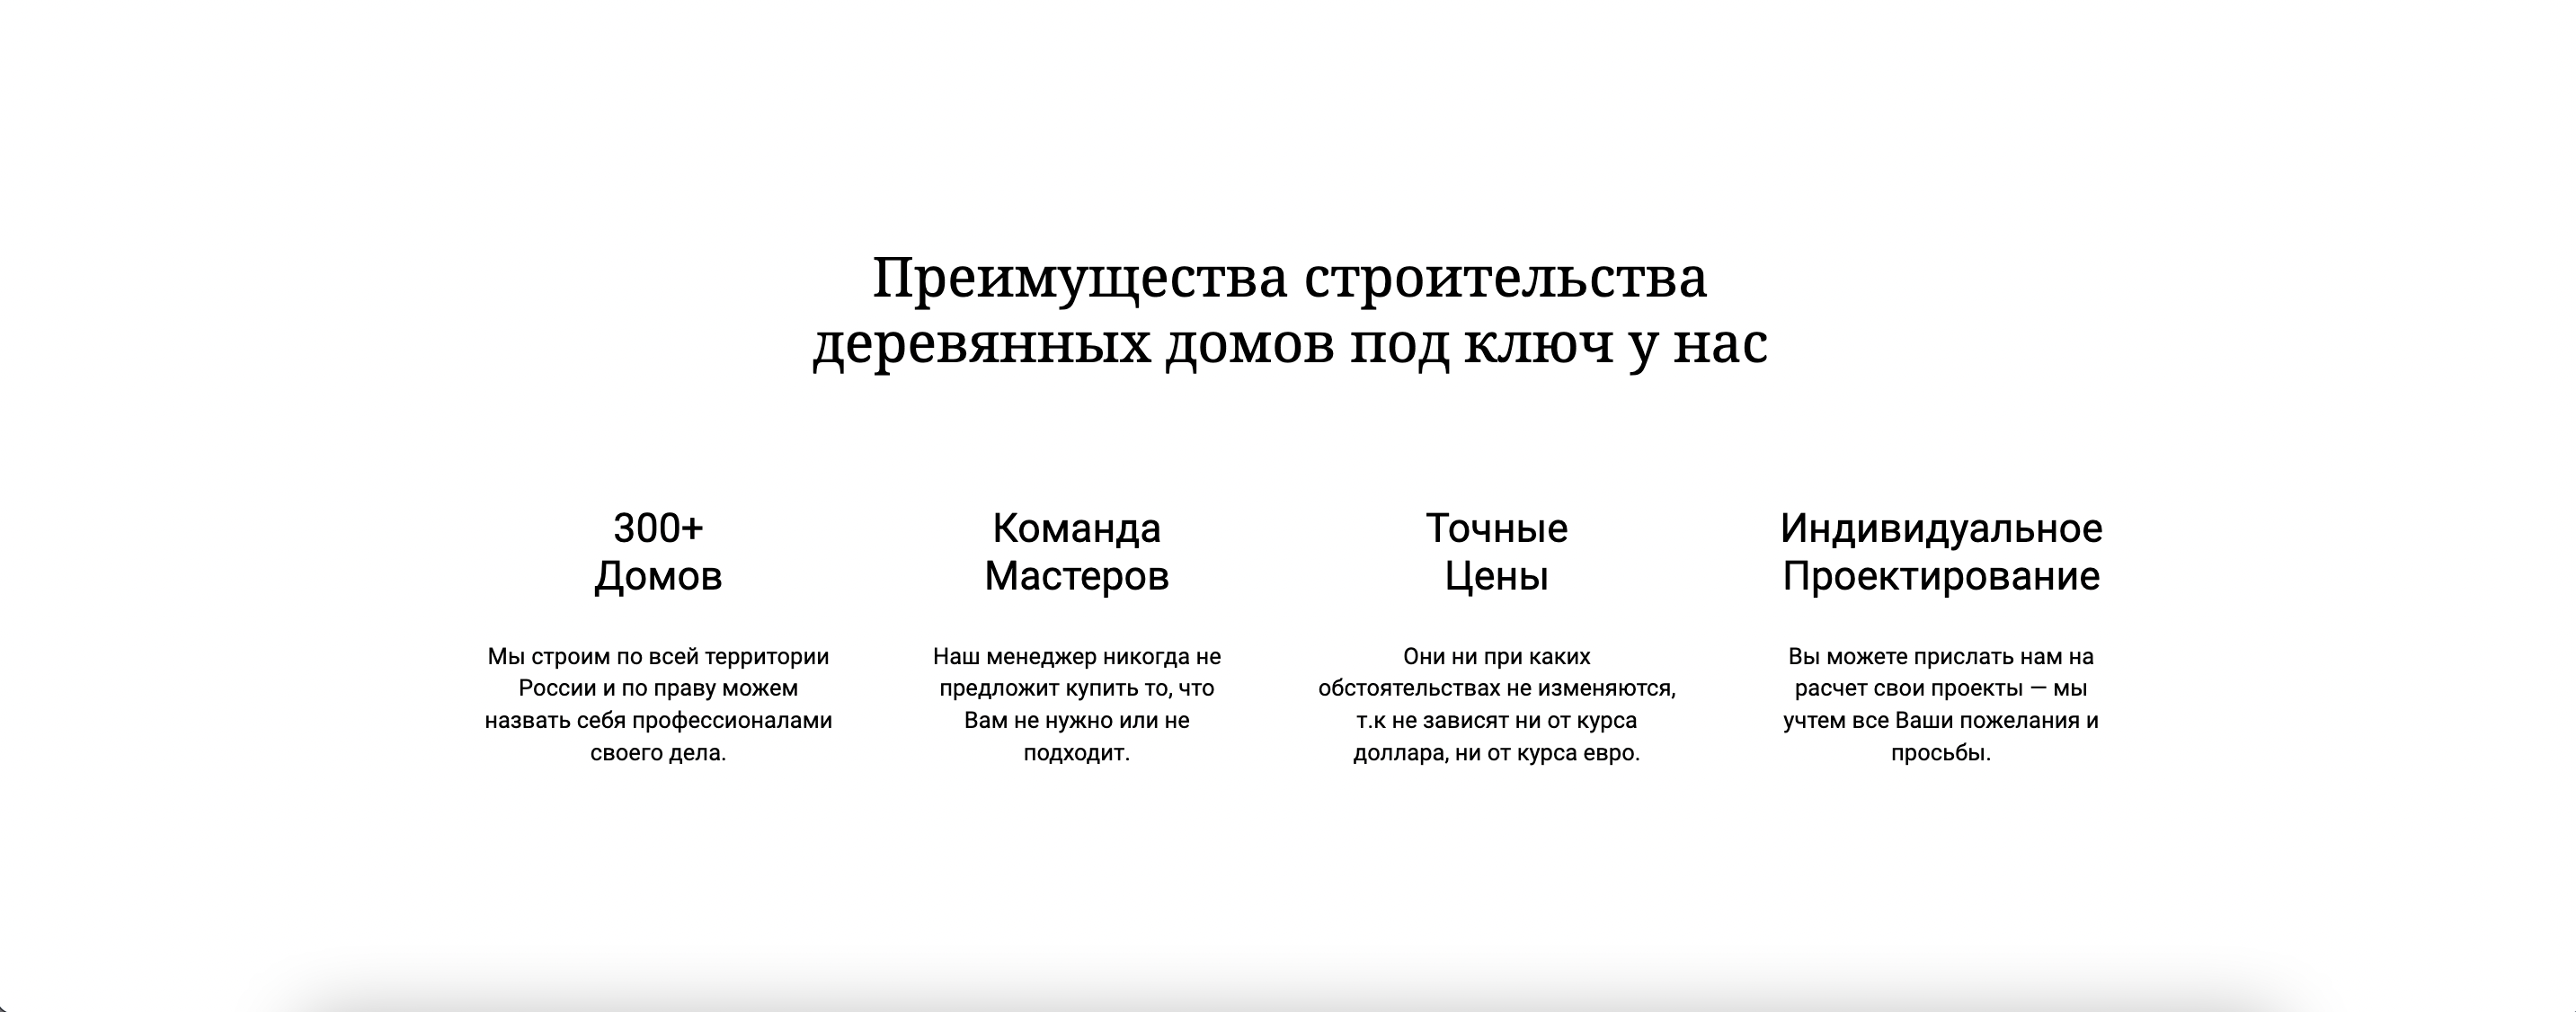 Преимущества строительства
деревянных домов под ключ у нас
300+
Домов
Мы строим по всей территории
России и по праву можем
назвать себя профессионалами
своего дела.
Команда
Мастеров
Наш менеджер никогда не
предложит купить то, что
Вам не нужно или не
подходит.
Точные
Цены
Они ни при каких
обстоятельствах не изменяются,
т.к не зависят ни от курса
доллара, ни от курса евро.
Индивидуальное
Проектирование
Вы можете прислать нам на
расчет свои проекты — мы
учтем все Ваши пожелания и
просьбы.